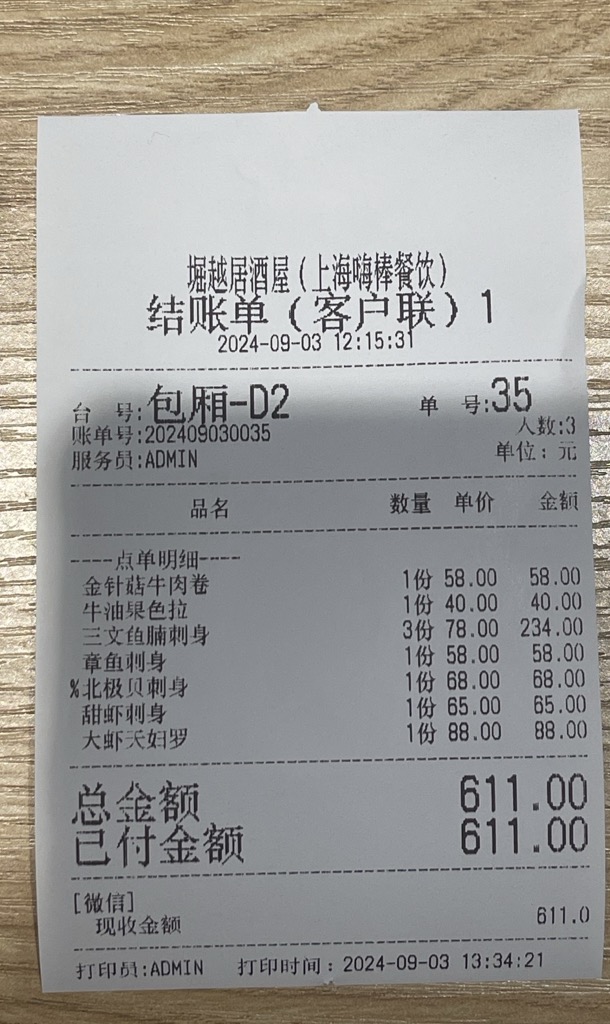 堀越居酒屋（上海嗨棒餐饮）
结账单（客户联）1
2024-09-03 12:15:31
台 号:包厢-D2 单 号:35
账单号:202409030035 人数:3
服务员:ADMIN 单位：元
品名 数量 单价 金额
----点单明细----
金针菇牛肉卷 1份 58.00 58.00
牛油果色拉 1份 40.00 40.00
三文鱼腩刺身 3份 78.00 234.00
章鱼刺身 1份 58.00 58.00
%北极贝刺身 1份 68.00 68.00
甜虾刺身 1份 65.00 65.00
大虾天妇罗 1份 88.00 88.00
总金额 611.00
已付金额 611.00
[微信]
现收金额 611.0
打印员:ADMIN 打印时间：2024-09-03 13:34:21